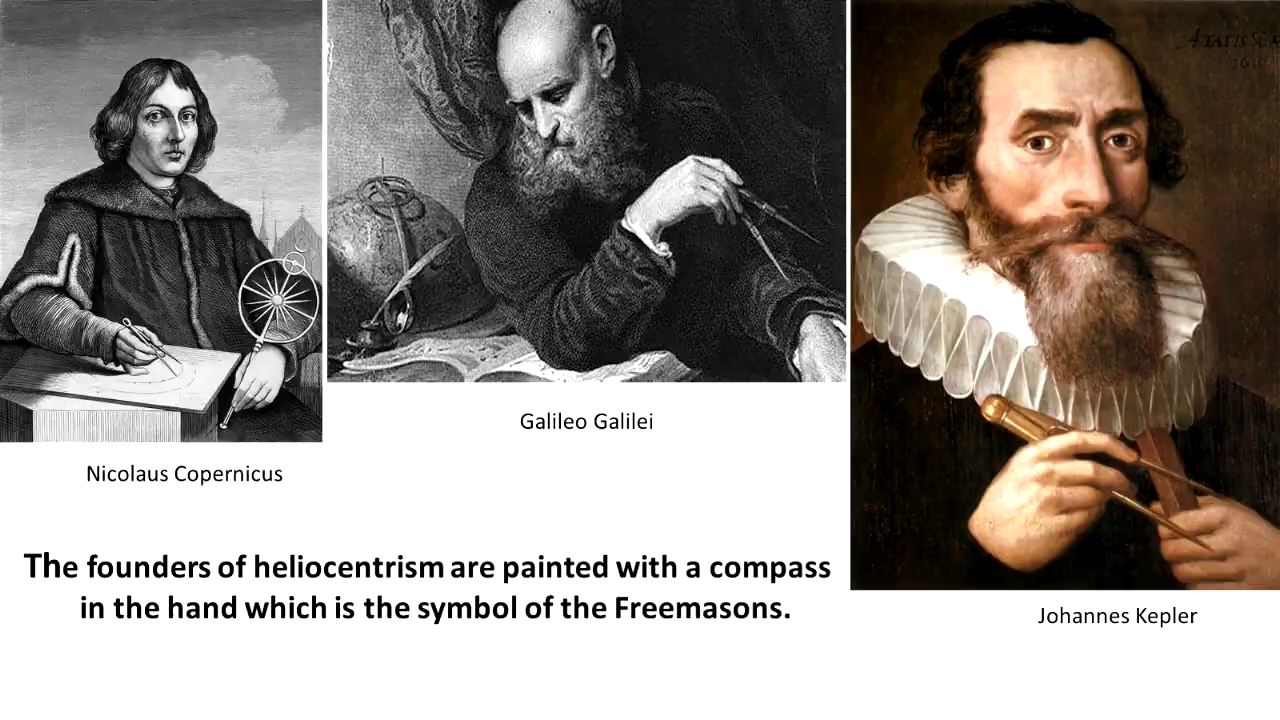 Nicolaus Copernicus
Galileo Galilei
Johannes Kepler
The founders of heliocentrism are painted with a compass
in the hand which is the symbol of the Freemasons.